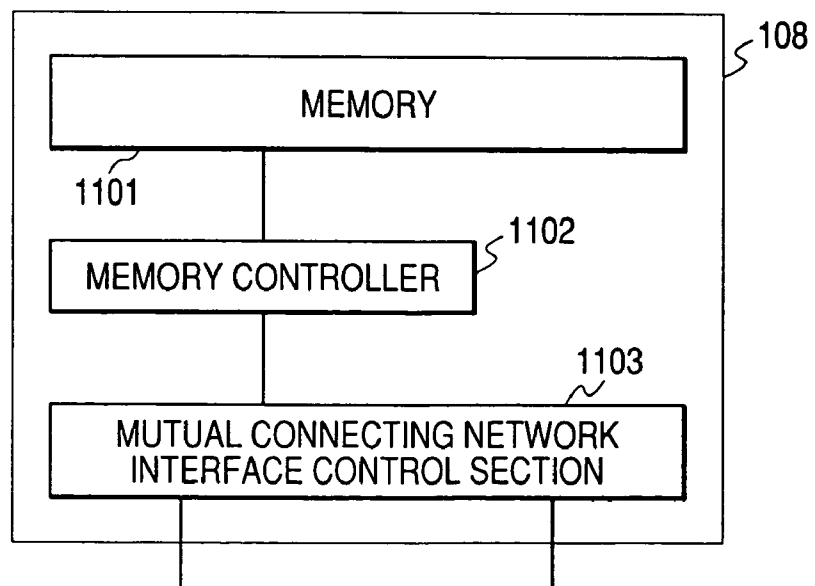 108
MEMORY
1101
1102
MEMORY CONTROLLER
1103
MUTUAL CONNECTING NETWORK
INTERFACE CONTROL SECTION